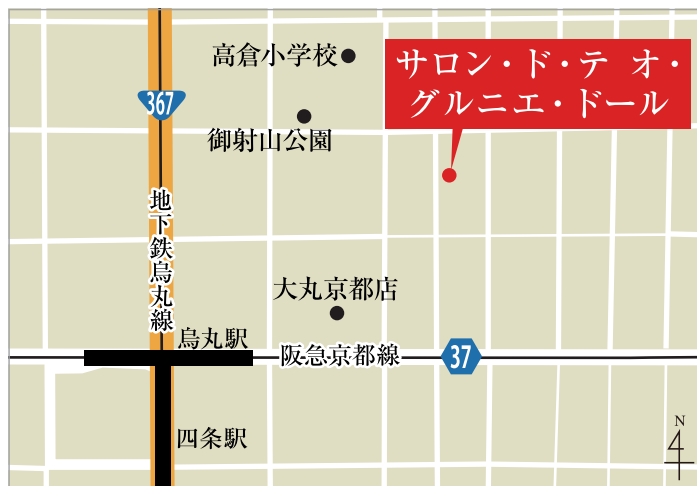 高倉小学校
サロン・ド・テ オ・
グルニエ・ドール
367
御射山公園
地下鉄烏丸線
大丸京都店
烏丸駅
阪急京都線
37
四条駅
N